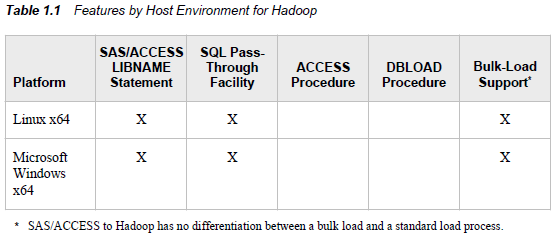 Table 1.1 Features by Host Environment for Hadoop
Platform
SAS/ACCESS
LIBNAME
Statement
SQL Pass-
Through
Facility
ACCESS
Procedure
DBLOAD
Procedure
Bulk-Load
Support*
Linux x64 X X X
Microsoft
Windows
x64
X X X
* SAS/ACCESS to Hadoop has no differentiation between a bulk load and a standard load process.